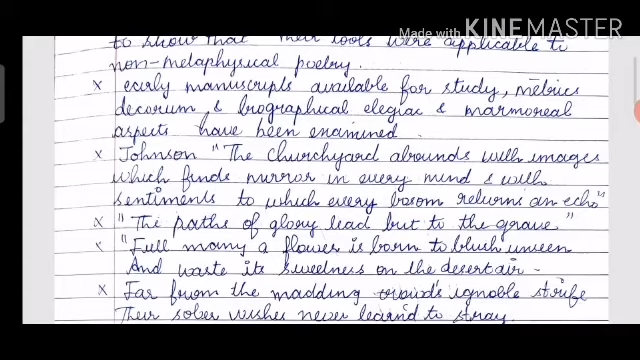 Made with KINEMASTER
to show that their tools were applicable to
non-metaphysical poetry.
x early manuscripts available for study, metrics
decorum, & biographical elegiac & marmoreal
aspects have been examined.
x Johnson "The churchyard abounds with images
which finds mirror in every mind & with
sentiments to which every bosom returns an echo"
x "The paths of glory lead but to the grave"
x "Full many a flower is born to blush unseen
And waste its sweetness on the desert air -
x Far from the madding crowd's ignoble strife
Their sober wishes never learn'd to stray.